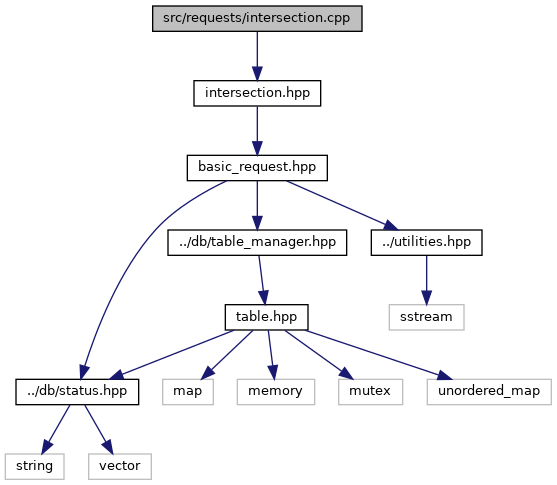 src/requests/intersection.cpp
intersection.hpp
basic_request.hpp
../db/table_manager.hpp
../utilities.hpp
table.hpp
sstream
../db/status.hpp
map
memory
mutex
unordered_map
string
vector